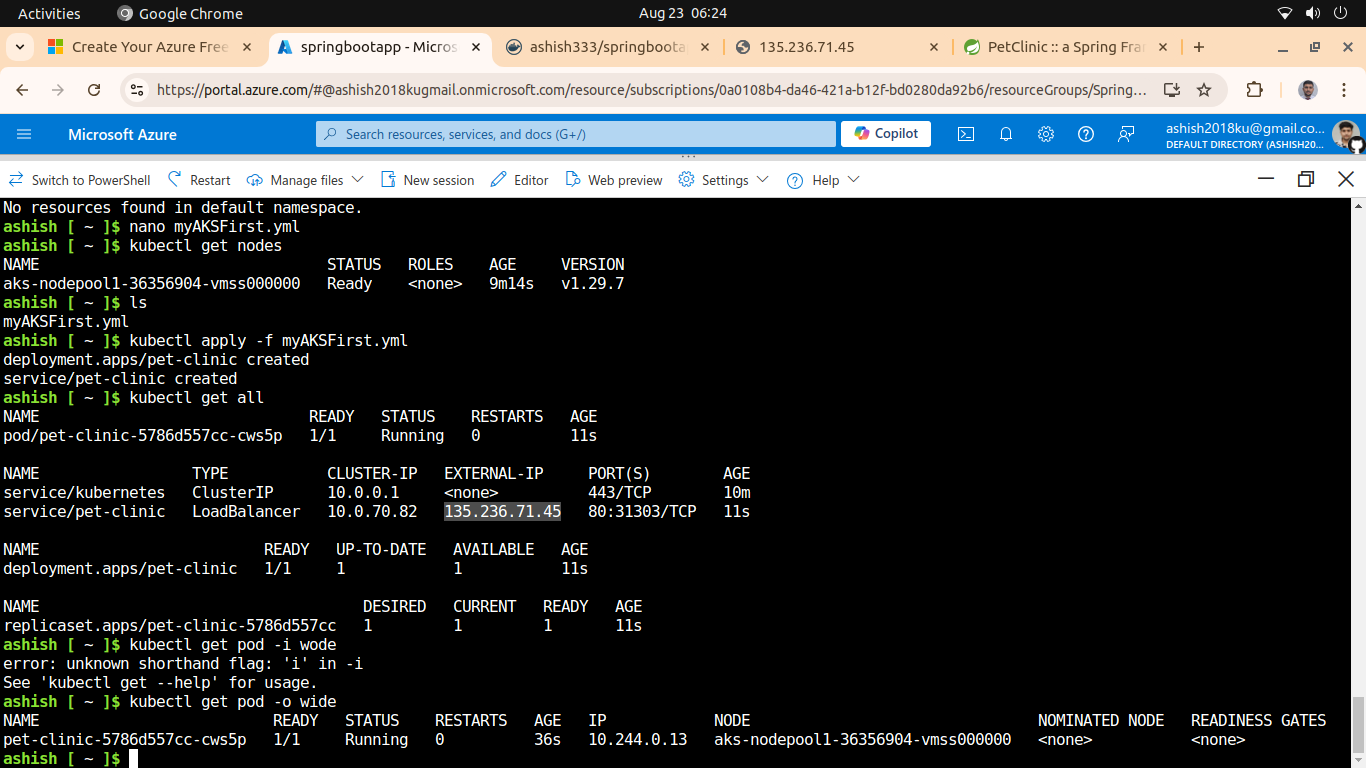 Activities Google Chrome Aug 23 06:24
Create Your Azure Free springbootapp - Micros ashish333/springboota 135.236.71.45 PetClinic :: a Spring Fra
https://portal.azure.com/#@ashish2018kugmail.onmicrosoft.com/resource/subscriptions/0a0108b4-da46-421a-b12f-bd0280da92b6/resourceGroups/Spring...
Microsoft Azure Search resources, services, and docs (G+/) Copilot ashish2018ku@gmail.co...
DEFAULT DIRECTORY (ASHISH20...
Switch to PowerShell Restart Manage files New session Editor Web preview Settings Help
No resources found in default namespace.
ashish [ ~ ]$ nano myAKSFirst.yml
ashish [ ~ ]$ kubectl get nodes
NAME STATUS ROLES AGE VERSION
aks-nodepool1-36356904-vmss000000 Ready <none> 9m14s v1.29.7
ashish [ ~ ]$ ls
myAKSFirst.yml
ashish [ ~ ]$ kubectl apply -f myAKSFirst.yml
deployment.apps/pet-clinic created
service/pet-clinic created
ashish [ ~ ]$ kubectl get all
NAME READY STATUS RESTARTS AGE
pod/pet-clinic-5786d557cc-cws5p 1/1 Running 0 11s
NAME TYPE CLUSTER-IP EXTERNAL-IP PORT(S) AGE
service/kubernetes ClusterIP 10.0.0.1 <none> 443/TCP 10m
service/pet-clinic LoadBalancer 10.0.70.82 135.236.71.45 80:31303/TCP 11s
NAME READY UP-TO-DATE AVAILABLE AGE
deployment.apps/pet-clinic 1/1 1 1 11s
NAME DESIRED CURRENT READY AGE
replicaset.apps/pet-clinic-5786d557cc 1 1 1 11s
ashish [ ~ ]$ kubectl get pod -i wode
error: unknown shorthand flag: 'i' in -i
See 'kubectl get --help' for usage.
ashish [ ~ ]$ kubectl get pod -o wide
NAME READY STATUS RESTARTS AGE IP NODE NOMINATED NODE READINESS GATES
pet-clinic-5786d557cc-cws5p 1/1 Running 0 36s 10.244.0.13 aks-nodepool1-36356904-vmss000000 <none> <none>
ashish [ ~ ]$